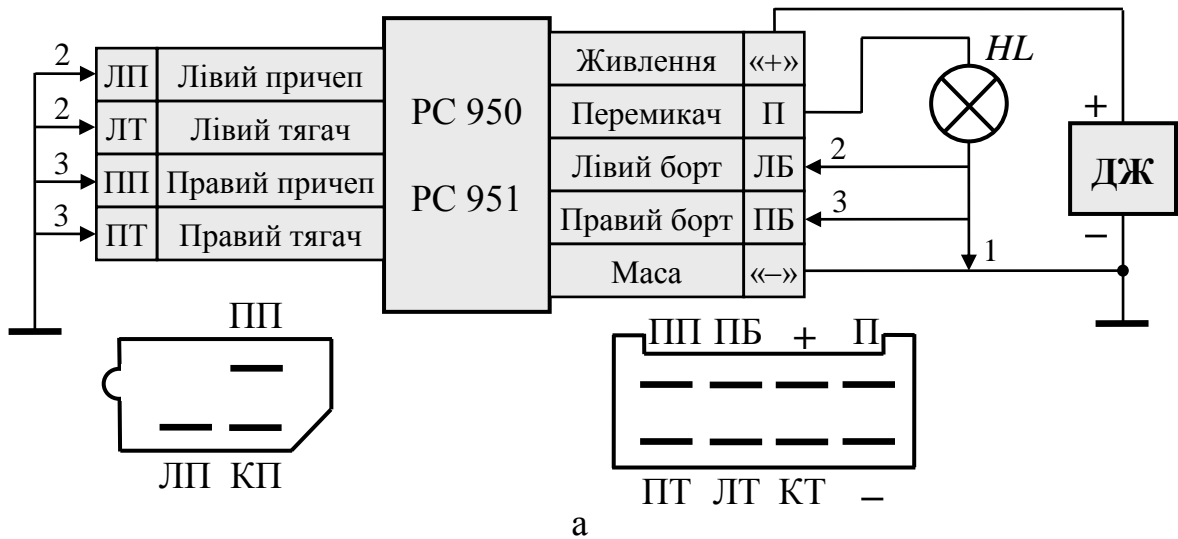 2 ЛП Лівий причеп
2 ЛТ Лівий тягач
3 ПП Правий причеп
3 ПТ Правий тягач
РС 950
РС 951
Живлення «+»
Перемикач П
Лівий борт ЛБ 2
Правий борт ПБ 3
Маса «–» 1
HL
+
ДЖ
–
ПП
ЛП КП
ПП ПБ + П
ПТ ЛТ КТ –
а